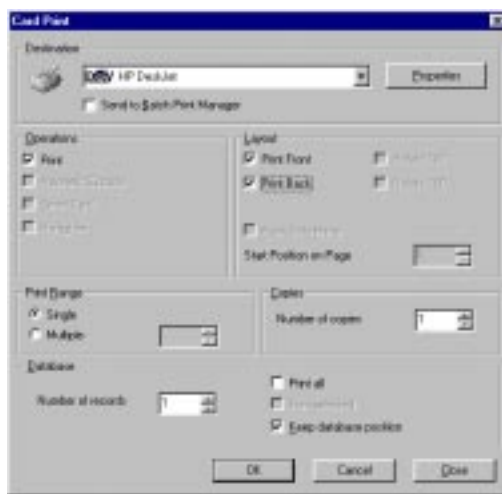 Card Print
Destination
HP DeskJet
Properties
Send to Batch Print Manager
Operations
Print
Layout
Print Front
Print Back
Start Position on Page
Print Range
Single
Multiple
Copies
Number of copies
1
Database
Number of records
1
Print all
Keep database position
OK
Cancel
Close